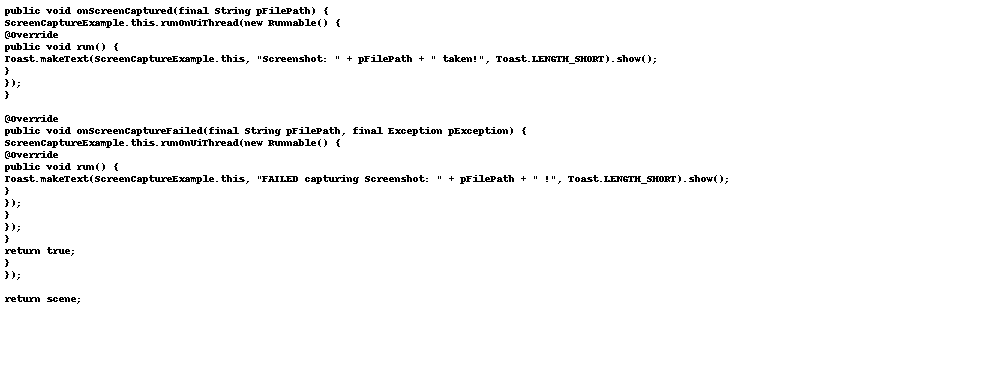 public void onScreenCaptured(final String pFilePath) {
ScreenCaptureExample.this.runOnUiThread(new Runnable() {
@Override
public void run() {
Toast.makeText(ScreenCaptureExample.this, "Screenshot: " + pFilePath + " taken!", Toast.LENGTH_SHORT).show();
}
});
}
@Override
public void onScreenCaptureFailed(final String pFilePath, final Exception pException) {
ScreenCaptureExample.this.runOnUiThread(new Runnable() {
@Override
public void run() {
Toast.makeText(ScreenCaptureExample.this, "FAILED capturing Screenshot: " + pFilePath + " !", Toast.LENGTH_SHORT).show();
}
});
}
});
}
return true;
}
});
return scene;